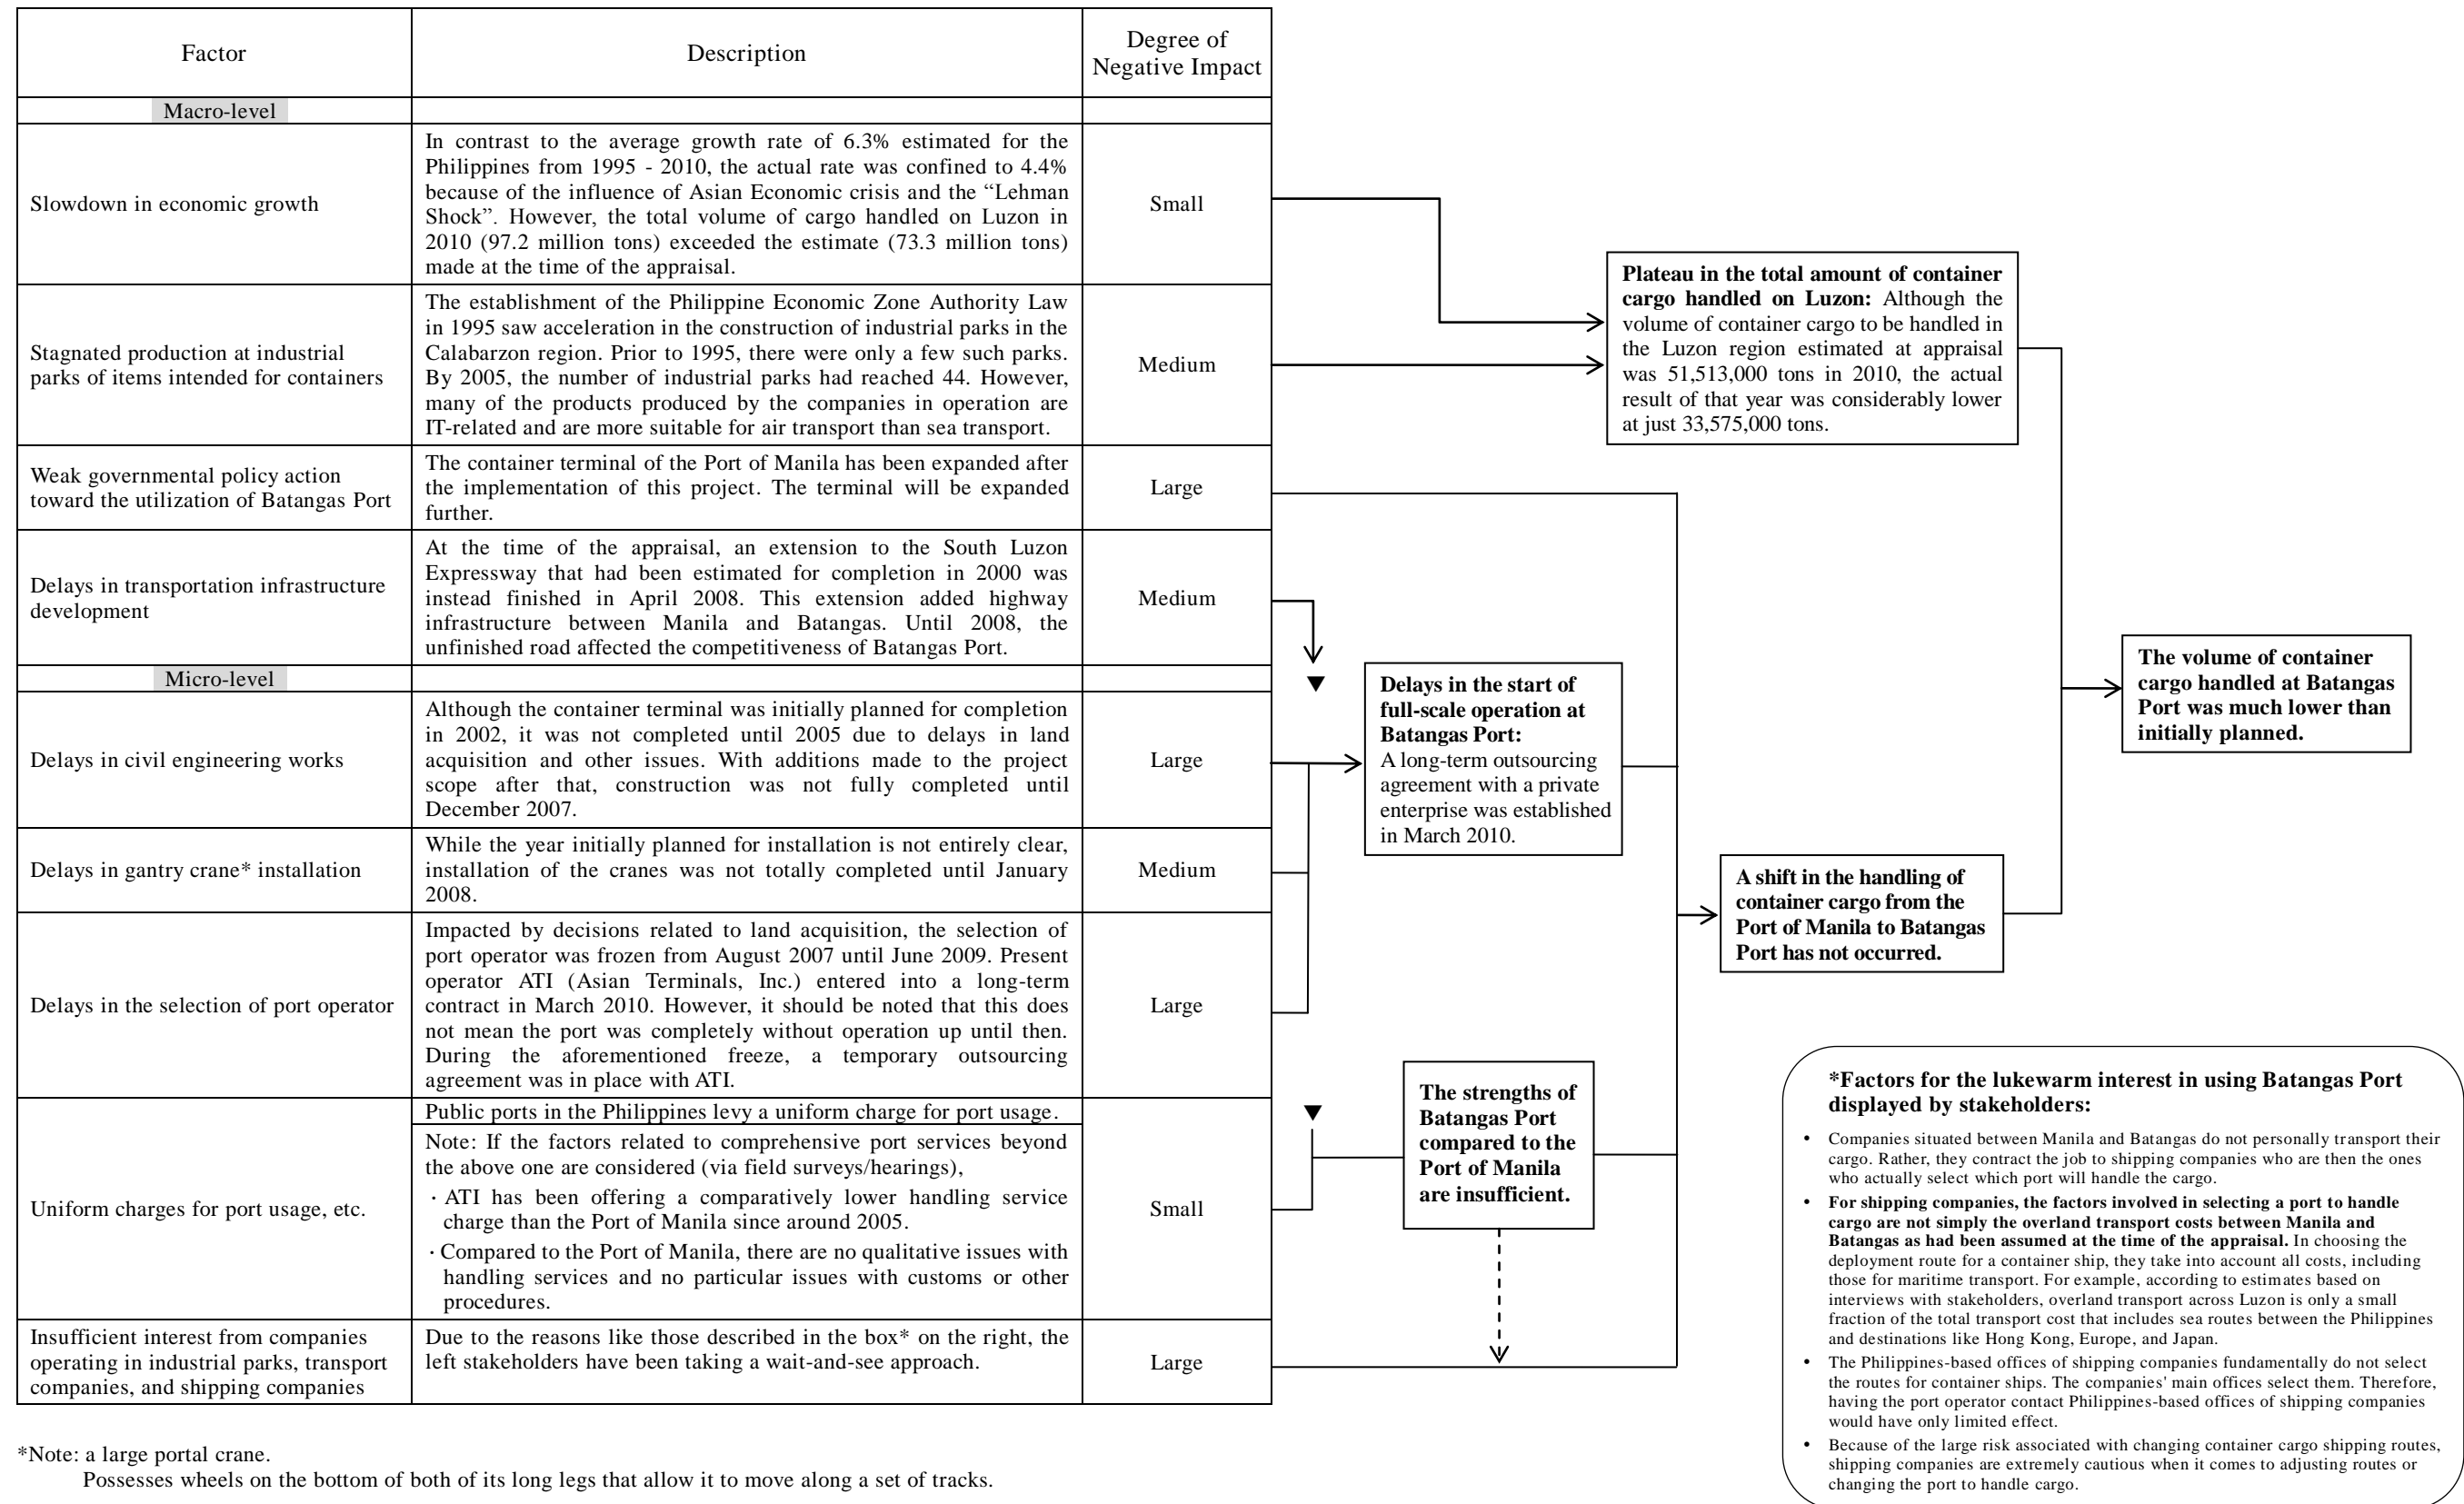 Factor
Description
Degree of
Negative Impact
Macro-level
Slowdown in economic growth
In contrast to the average growth rate of 6.3% estimated for the
Philippines from 1995 - 2010, the actual rate was confined to 4.4%
because of the influence of Asian Economic crisis and the “Lehman
Shock”. However, the total volume of cargo handled on Luzon in
2010 (97.2 million tons) exceeded the estimate (73.3 million tons)
made at the time of the appraisal.
Small
Stagnated production at industrial
parks of items intended for containers
The establishment of the Philippine Economic Zone Authority Law
in 1995 saw acceleration in the construction of industrial parks in the
Calabarzon region. Prior to 1995, there were only a few such parks.
By 2005, the number of industrial parks had reached 44. However,
many of the products produced by the companies in operation are
IT-related and are more suitable for air transport than sea transport.
Medium
Weak governmental policy action
toward the utilization of Batangas Port
The container terminal of the Port of Manila has been expanded after
the implementation of this project. The terminal will be expanded
further.
Large
Delays in transportation infrastructure
development
At the time of the appraisal, an extension to the South Luzon
Expressway that had been estimated for completion in 2000 was
instead finished in April 2008. This extension added highway
infrastructure between Manila and Batangas. Until 2008, the
unfinished road affected the competitiveness of Batangas Port.
Medium
Micro-level
Delays in civil engineering works
Although the container terminal was initially planned for completion
in 2002, it was not completed until 2005 due to delays in land
acquisition and other issues. With additions made to the project
scope after that, construction was not fully completed until
December 2007.
Large
Delays in gantry crane* installation
While the year initially planned for installation is not entirely clear,
installation of the cranes was not totally completed until January
2008.
Medium
Delays in the selection of port operator
Impacted by decisions related to land acquisition, the selection of
port operator was frozen from August 2007 until June 2009. Present
operator ATI (Asian Terminals, Inc.) entered into a long-term
contract in March 2010. However, it should be noted that this does
not mean the port was completely without operation up until then.
During the aforementioned freeze, a temporary outsourcing
agreement was in place with ATI.
Large
Uniform charges for port usage, etc.
Public ports in the Philippines levy a uniform charge for port usage.
Note: If the factors related to comprehensive port services beyond
the above one are considered (via field surveys/hearings),
· ATI has been offering a comparatively lower handling service
charge than the Port of Manila since around 2005.
· Compared to the Port of Manila, there are no qualitative issues with
handling services and no particular issues with customs or other
procedures.
Small
Insufficient interest from companies
operating in industrial parks, transport
companies, and shipping companies
Due to the reasons like those described in the box* on the right, the
left stakeholders have been taking a wait-and-see approach.
Large
*Note: a large portal crane.
Possesses wheels on the bottom of both of its long legs that allow it to move along a set of tracks.
Plateau in the total amount of container
cargo handled on Luzon: Although the
volume of container cargo to be handled in
the Luzon region estimated at appraisal
was 51,513,000 tons in 2010, the actual
result of that year was considerably lower
at just 33,575,000 tons.
Delays in the start of
full-scale operation at
Batangas Port:
A long-term outsourcing
agreement with a private
enterprise was established
in March 2010.
The strengths of
Batangas Port
compared to the
Port of Manila
are insufficient.
A shift in the handling of
container cargo from the
Port of Manila to Batangas
Port has not occurred.
The volume of container
cargo handled at Batangas
Port was much lower than
initially planned.
*Factors for the lukewarm interest in using Batangas Port
displayed by stakeholders:
• Companies situated between Manila and Batangas do not personally transport their
cargo. Rather, they contract the job to shipping companies who are then the ones
who actually select which port will handle the cargo.
• For shipping companies, the factors involved in selecting a port to handle
cargo are not simply the overland transport costs between Manila and
Batangas as had been assumed at the time of the appraisal. In choosing the
deployment route for a container ship, they take into account all costs, including
those for maritime transport. For example, according to estimates based on
interviews with stakeholders, overland transport across Luzon is only a small
fraction of the total transport cost that includes sea routes between the Philippines
and destinations like Hong Kong, Europe, and Japan.
• The Philippines-based offices of shipping companies fundamentally do not select
the routes for container ships. The companies' main offices select them. Therefore,
having the port operator contact Philippines-based offices of shipping companies
would have only limited effect.
• Because of the large risk associated with changing container cargo shipping routes,
shipping companies are extremely cautious when it comes to adjusting routes or
changing the port to handle cargo.